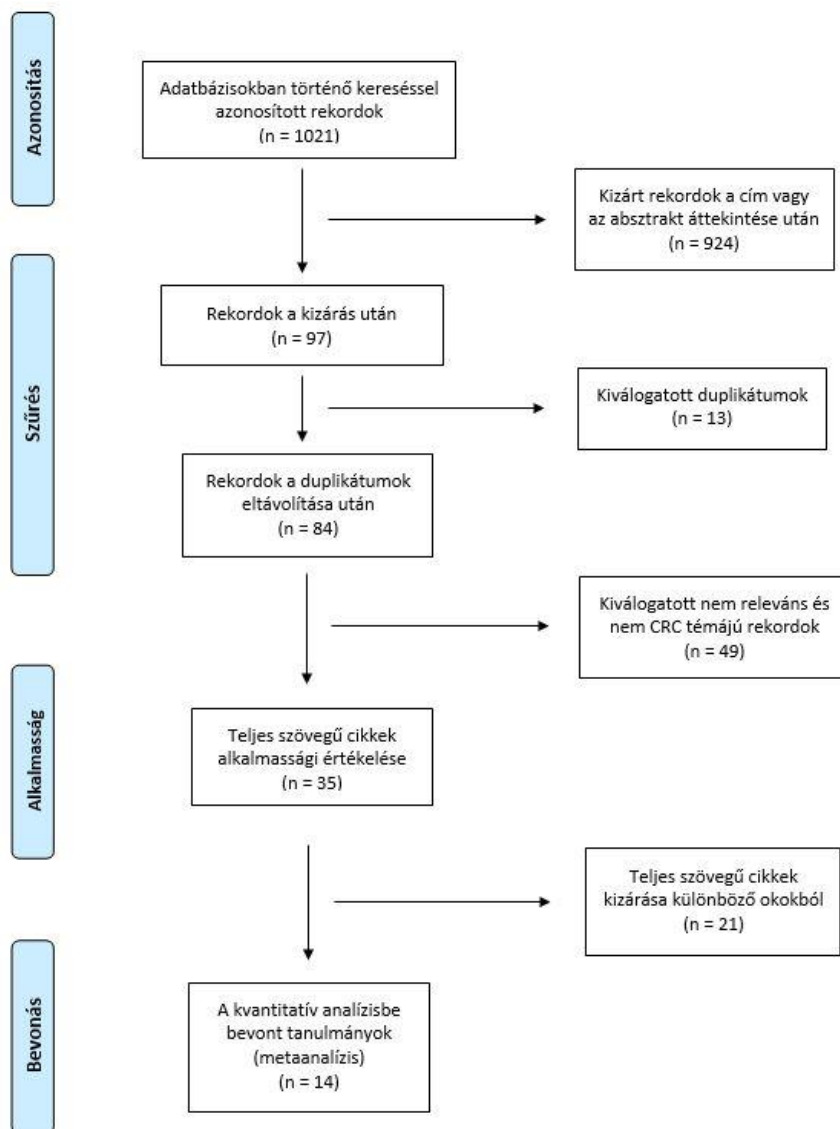 Azonosítás
Adatbázisokban történő kereséssel
azonosított rekordok
(n = 1021)
Kizárt rekordok a cím vagy
az absztrakt áttekintése után
(n = 924)
Szűrés
Rekordok a kizárás után
(n = 97)
Kiválogatott duplikátumok
(n = 13)
Rekordok a duplikátumok
eltávolítása után
(n = 84)
Kiválogatott nem releváns és
nem CRC témájú rekordok
(n = 49)
Alkalmasság
Teljes szövegű cikkek
alkalmassági értékelése
(n = 35)
Teljes szövegű cikkek
kizárása különböző okokból
(n = 21)
Bevonás
A kvantitatív analízisbe
bevont tanulmányok
(metaanalízis)
(n = 14)